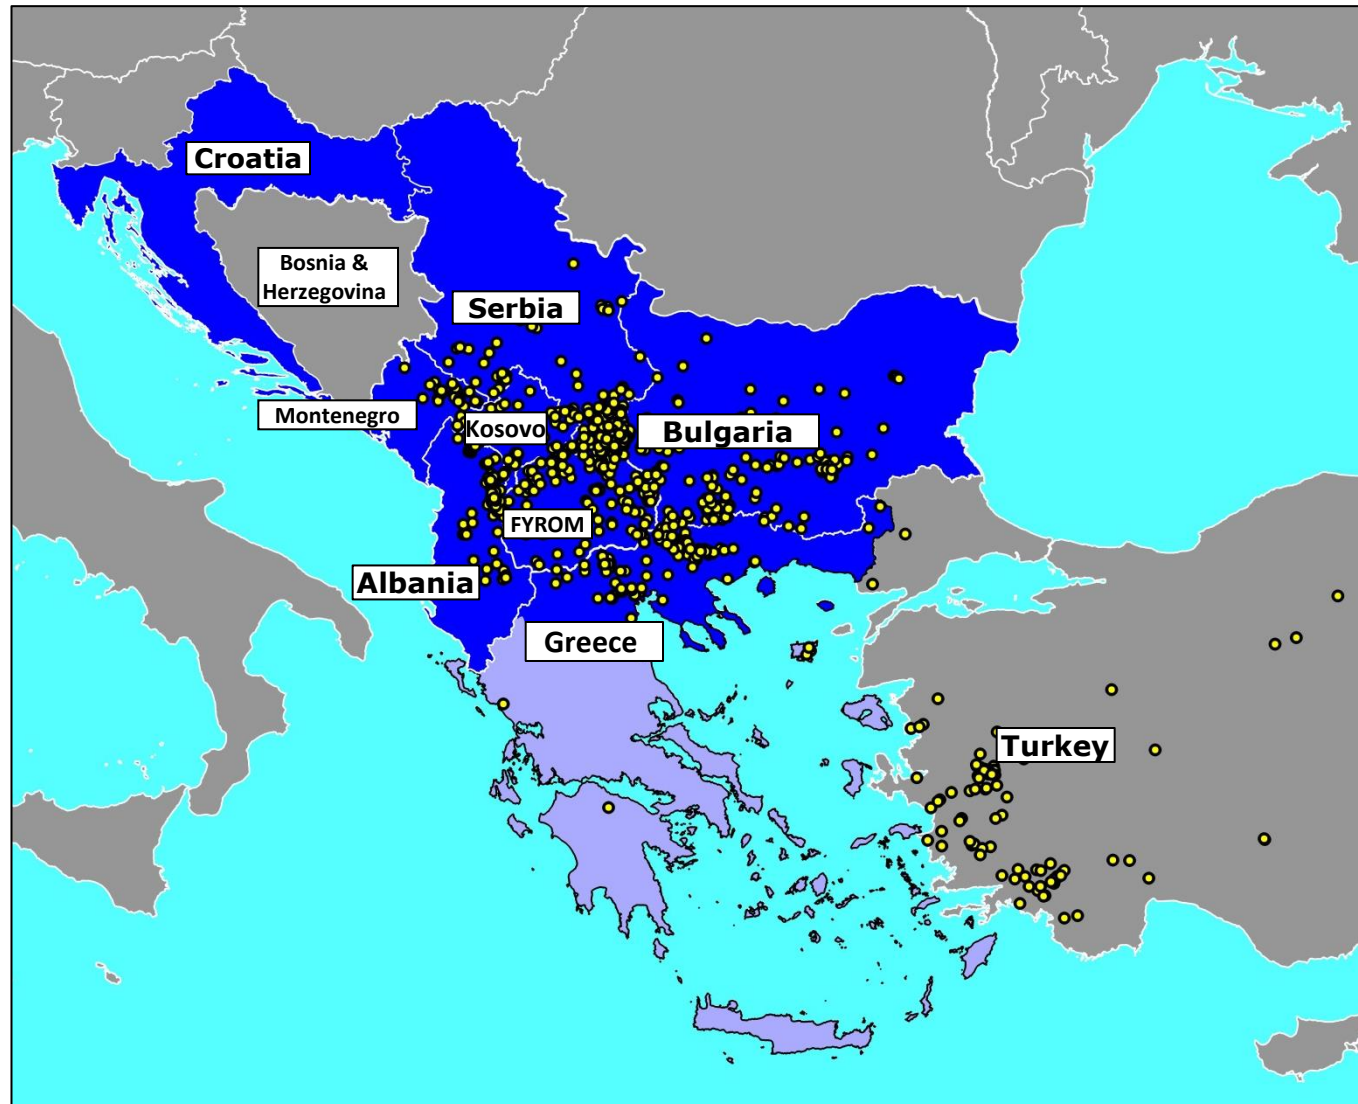 Croatia
Bosnia &
Herzegovina
Serbia
Montenegro
Kosovo
Bulgaria
FYROM
Albania
Greece
Turkey